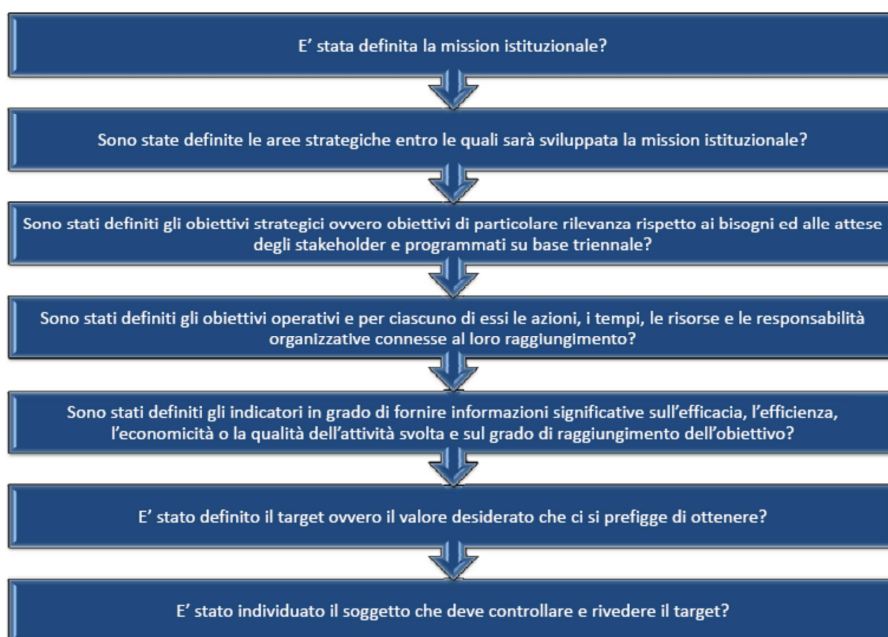 E' stata definita la mission istituzionale?
Sono state definite le aree strategiche entro le quali sarà sviluppata la mission istituzionale?
Sono stati definiti gli obiettivi strategici ovvero obiettivi di particolare rilevanza rispetto ai bisogni ed alle attese
degli stakeholder e programmati su base triennale?
Sono stati definiti gli obiettivi operativi e per ciascuno di essi le azioni, i tempi, le risorse e le responsabilità
organizzative connesse al loro raggiungimento?
Sono stati definiti gli indicatori in grado di fornire informazioni significative sull'efficacia, l'efficienza,
l'economicità o la qualità dell'attività svolta e sul grado di raggiungimento dell'obiettivo?
E' stato definito il target ovvero il valore desiderato che ci si prefigge di ottenere?
E' stato individuato il soggetto che deve controllare e rivedere il target?